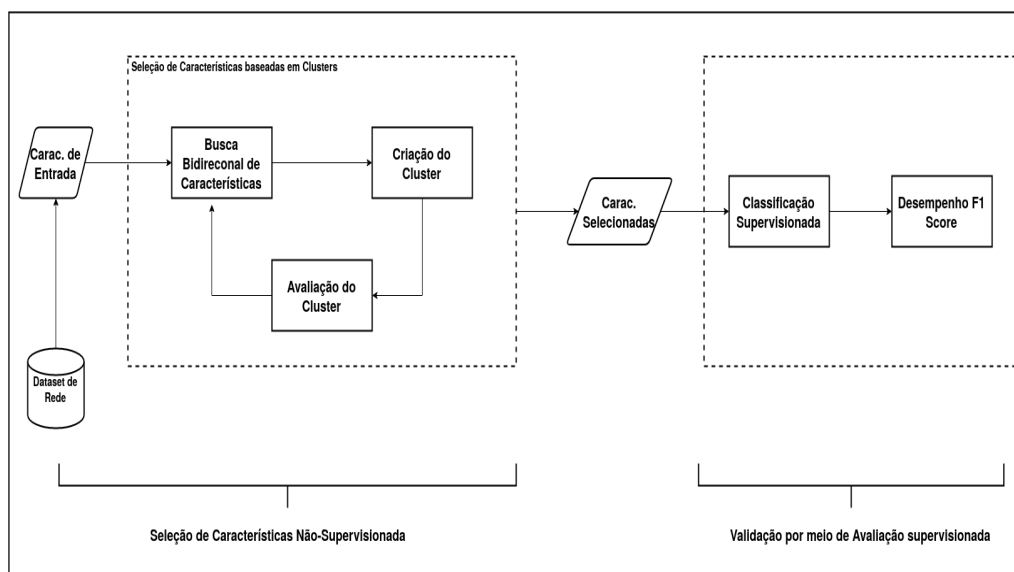 Seleção de Características baseadas em Clusters
Carac. de
Entrada
Busca
Bidireconal de
Características
Criação do
Cluster
Avaliação do
Cluster
Dataset de
Rede
Carac.
Selecionadas
Classificação
Supervisionada
Desempenho F1
Score
Seleção de Características Não-Supervisionada
Validação por meio de Avaliação supervisionada